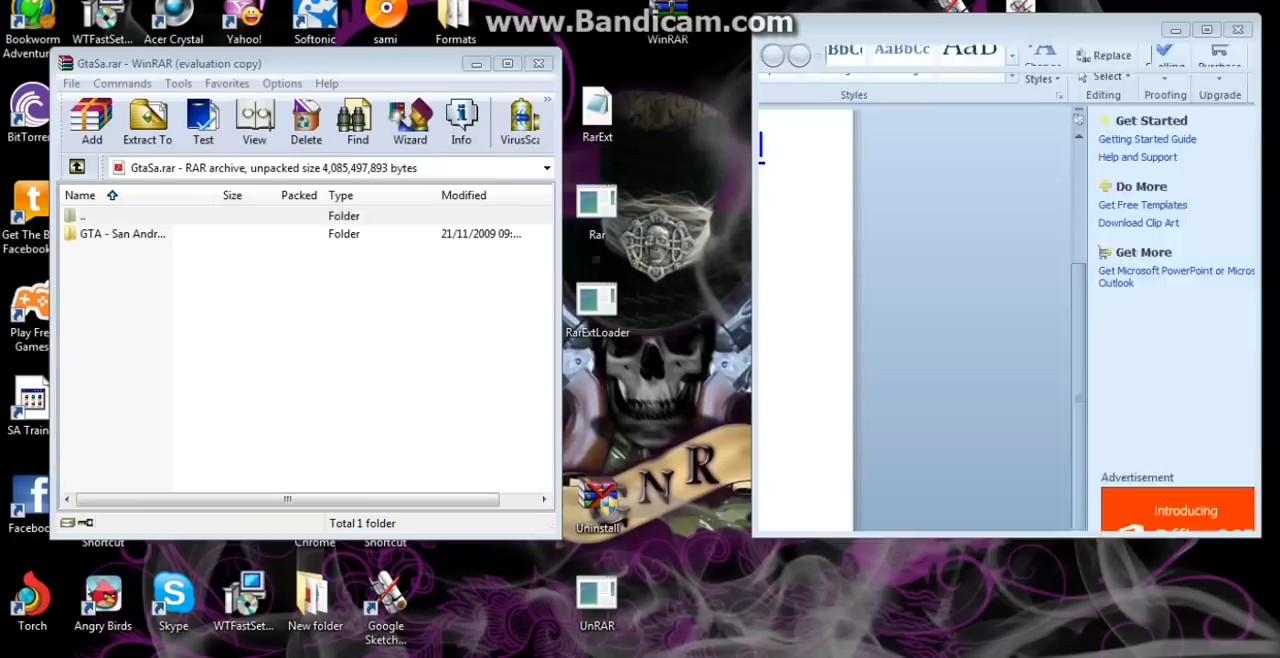 www.Bandicam.com
Bookworm
Adventur...
WTFastSet...
Acer Crystal
Yahoo!
Softonic
sami
Formats
WinRAR
GtaSa.rar - WinRAR (evaluation copy)
File Commands Tools Favorites Options Help
Add Extract To Test View Delete Find Wizard Info VirusSca
GtaSa.rar - RAR archive, unpacked size 4,085,497,893 bytes
Name Size Packed Type Modified
.. Folder
GTA - San Andr... Folder 21/11/2009 09:...
Total 1 folder
BitTorre
Get The B
Facebook
Play Fre
Games
SA Train
Faceboo
Shortcut
Chrome
Shortcut
RarExt
Rar
RarExtLoader
Uninstall
UnRAR
NR
AaBbCc
Replace
Select
Styles
Styles
Editing
Proofing
Upgrade
Get Started
Getting Started Guide
Help and Support
Do More
Get Free Templates
Download Clip Art
Get More
Get Microsoft PowerPoint or Micros
Outlook
Advertisement
Introducing
Torch
Angry Birds
Skype
WTFastSet...
New folder
Google
Sketch...